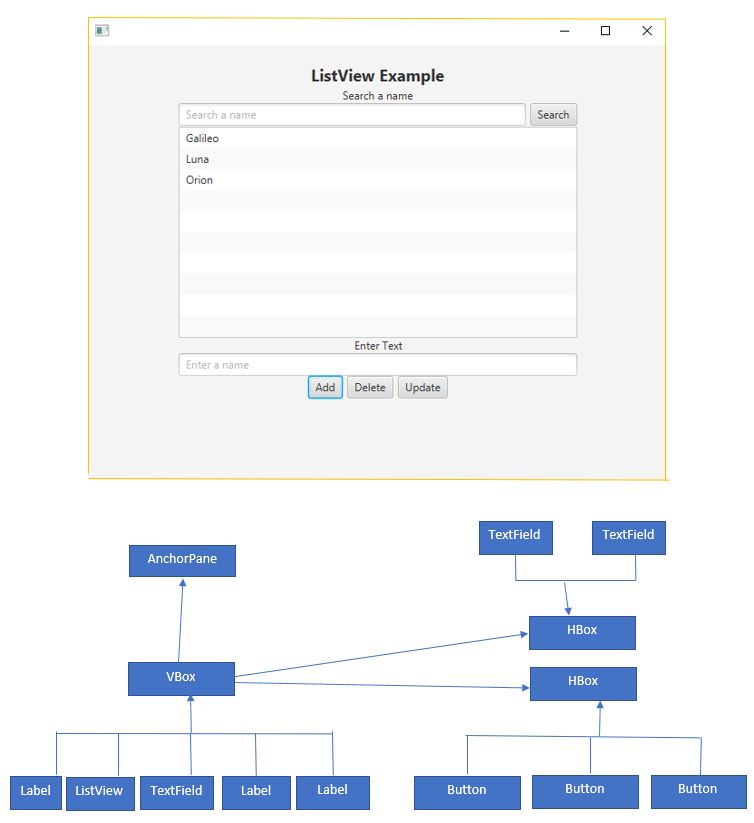 ListView Example
Search a name
Search a name Search
Galileo
Luna
Orion
Enter Text
Enter a name
Add Delete Update
TextField TextField
AnchorPane
HBox
VBox HBox
Label ListView TextField Label Label Button Button Button